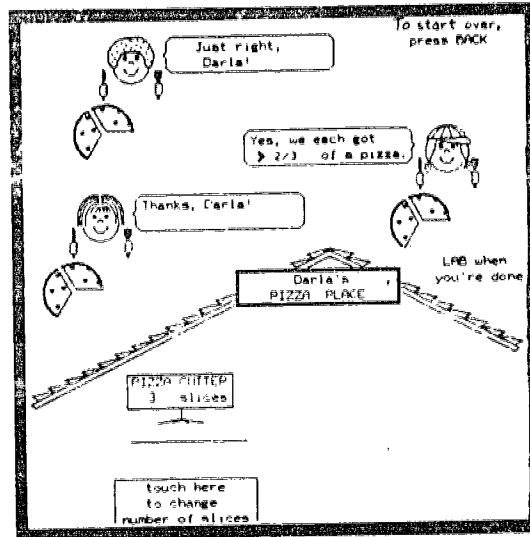 To start over,
press BACK
Just right,
Darla!
Yes, we each got
> 2/3 of a pizza.
Thanks, Darla!
LAB when
you're done
Darla's
PIZZA PLACE
PIZZA CUTTER
3 slices
touch here
to change
number of slices